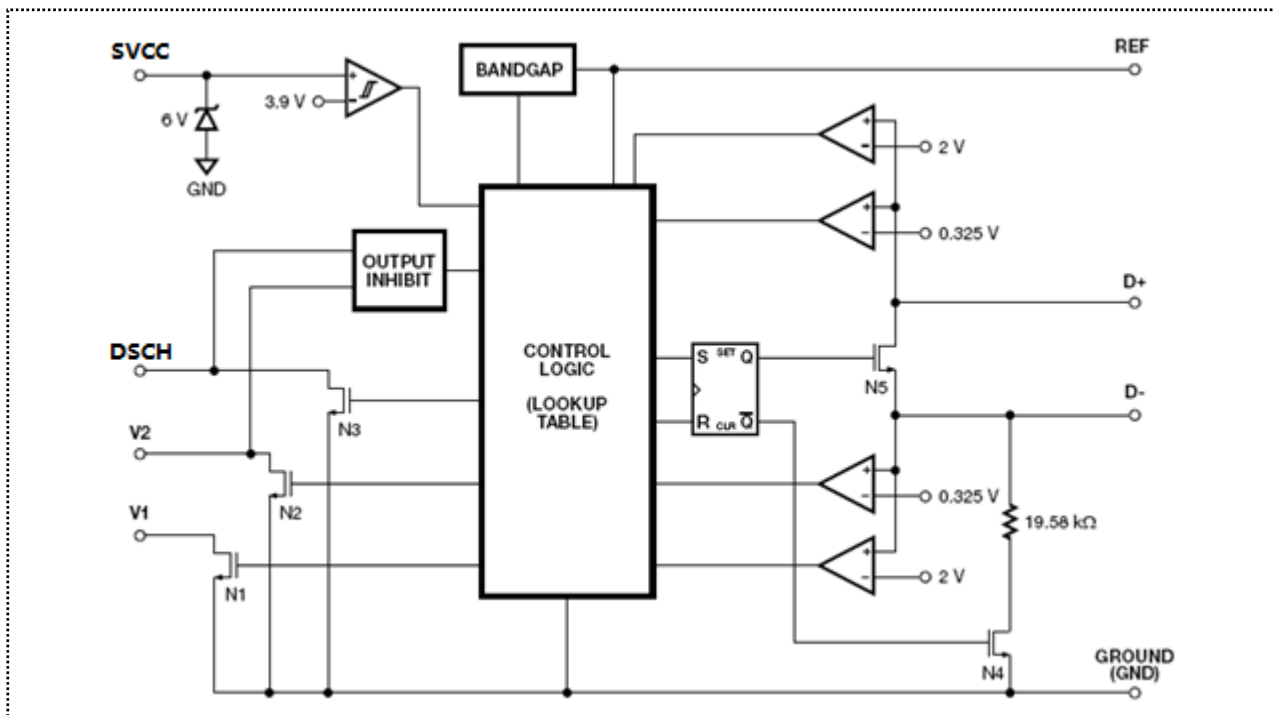 SVCC
REF
BANDGAP
3.9 V
+
−
6 V
GND
+
−
2 V
+
−
0.325 V
OUTPUT
INHIBIT
D+
DSCH
CONTROL
LOGIC
(LOOKUP
TABLE)
S SET Q
R CLR Q̅
N5
D-
N3
V2
N2
V1
N1
+
−
0.325 V
19.58 kΩ
+
−
2 V
N4
GROUND
(GND)